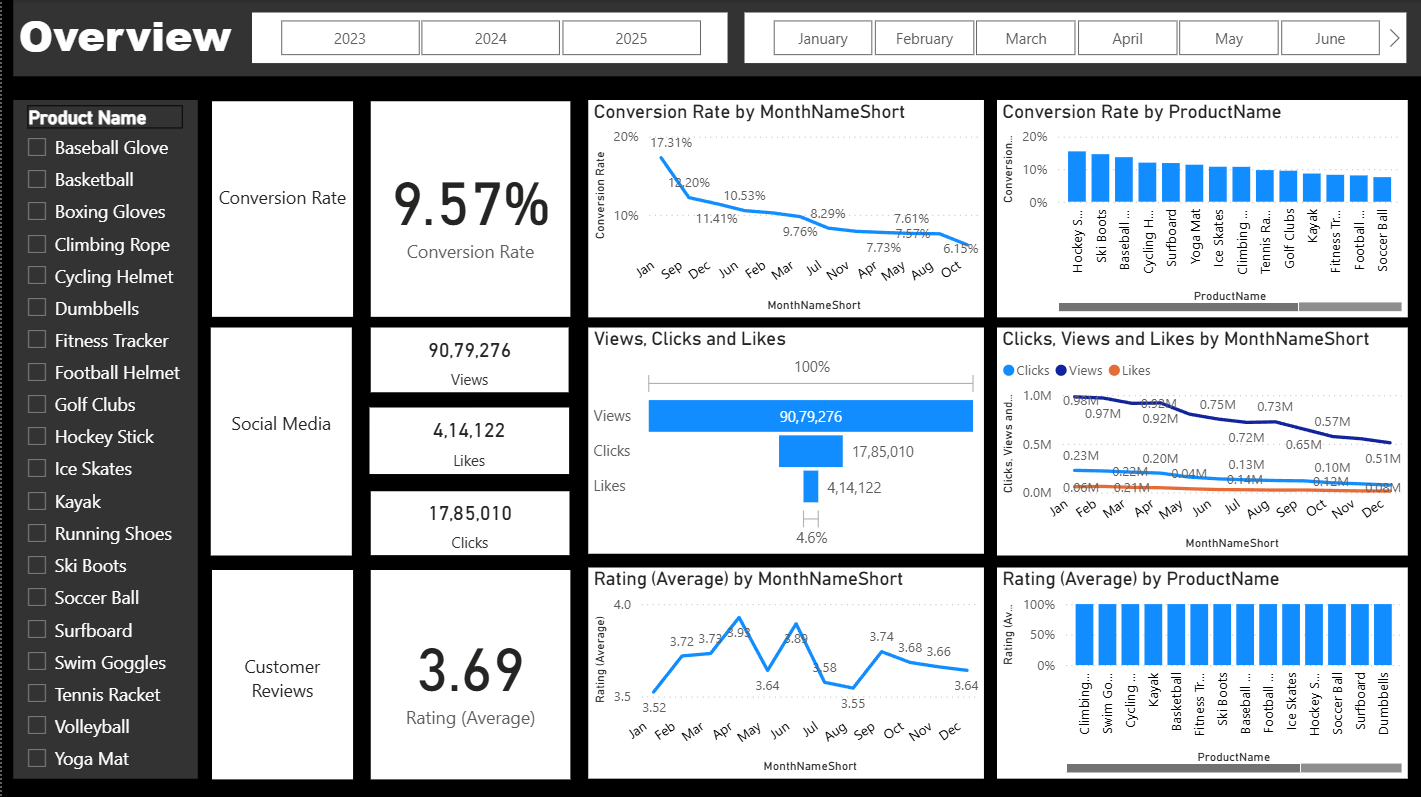 Overview
2023
2024
2025
January
February
March
April
May
June
Product Name
Baseball Glove
Basketball
Boxing Gloves
Climbing Rope
Cycling Helmet
Dumbbells
Fitness Tracker
Football Helmet
Golf Clubs
Hockey Stick
Ice Skates
Kayak
Running Shoes
Ski Boots
Soccer Ball
Surfboard
Swim Goggles
Tennis Racket
Volleyball
Yoga Mat
Conversion Rate
9.57%
Conversion Rate
Conversion Rate by MonthNameShort
Conversion Rate
20%
10%
17.31%
12.20%
11.41%
10.53%
9.76%
8.29%
7.73%
7.61%
7.57%
6.15%
Jan
Sep
Dec
Jun
Feb
Mar
Jul
Nov
Apr
May
Aug
Oct
MonthNameShort
Conversion Rate by ProductName
Conversion...
20%
10%
0%
Hockey S...
Ski Boots
Baseball ...
Cycling H...
Surfboard
Yoga Mat
Ice Skates
Climbing ...
Tennis Ra...
Golf Clubs
Kayak
Fitness Tr...
Football ...
Soccer Ball
ProductName
Social Media
90,79,276
Views
4,14,122
Likes
17,85,010
Clicks
Views, Clicks and Likes
100%
Views
90,79,276
Clicks
17,85,010
Likes
4,14,122
4.6%
Clicks, Views and Likes by MonthNameShort
Clicks Views Likes
Clicks, Views and...
1.0M
0.5M
0.0M
0.98M
0.97M
0.92M
0.92M
0.75M
0.72M
0.73M
0.65M
0.57M
0.51M
0.23M
0.22M
0.21M
0.20M
0.04M
0.13M
0.14M
0.10M
0.12M
0.08M
0.06M
Jan
Feb
Mar
Apr
May
Jun
Jul
Aug
Sep
Oct
Nov
Dec
MonthNameShort
Customer
Reviews
3.69
Rating (Average)
Rating (Average) by MonthNameShort
Rating (Average)
4.0
3.5
3.52
3.72
3.73
3.93
3.64
3.89
3.58
3.55
3.74
3.68
3.66
3.64
Jan
Feb
Mar
Apr
May
Jun
Jul
Aug
Sep
Oct
Nov
Dec
MonthNameShort
Rating (Average) by ProductName
Rating (Av...
100%
50%
0%
Climbing...
Swim Go...
Cycling ...
Kayak
Basketball
Fitness Tr...
Ski Boots
Baseball ...
Football ...
Ice Skates
Hockey S...
Soccer Ball
Surfboard
Dumbbells
ProductName